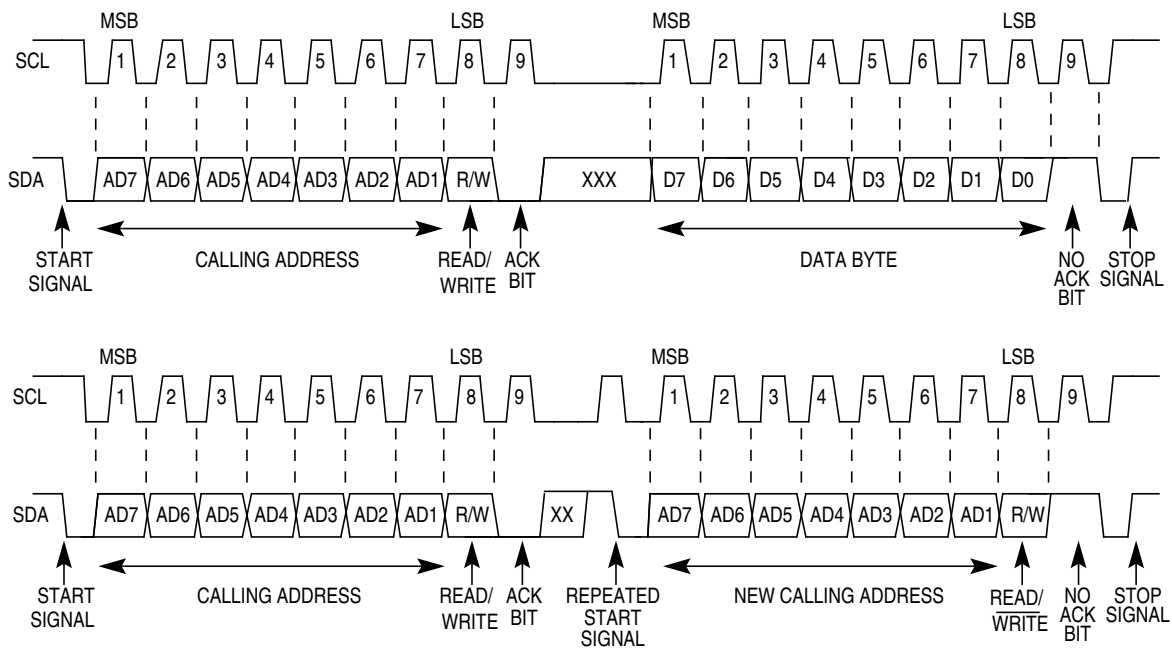 MSB LSB MSB LSB
SCL 1 2 3 4 5 6 7 8 9 1 2 3 4 5 6 7 8 9
SDA AD7 AD6 AD5 AD4 AD3 AD2 AD1 R/W XXX D7 D6 D5 D4 D3 D2 D1 D0
START SIGNAL
CALLING ADDRESS
READ/ WRITE
ACK BIT
DATA BYTE
NO ACK BIT
STOP SIGNAL
MSB LSB MSB LSB
SCL 1 2 3 4 5 6 7 8 9 1 2 3 4 5 6 7 8 9
SDA AD7 AD6 AD5 AD4 AD3 AD2 AD1 R/W XX AD7 AD6 AD5 AD4 AD3 AD2 AD1 R/W
START SIGNAL
CALLING ADDRESS
READ/ WRITE
ACK BIT
REPEATED START SIGNAL
NEW CALLING ADDRESS
READ/ WRITE
NO ACK BIT
STOP SIGNAL